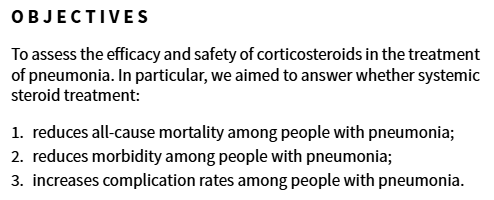 OBJECTIVES
To assess the efficacy and safety of corticosteroids in the treatment
of pneumonia. In particular, we aimed to answer whether systemic
steroid treatment:
1. reduces all-cause mortality among people with pneumonia;
2. reduces morbidity among people with pneumonia;
3. increases complication rates among people with pneumonia.